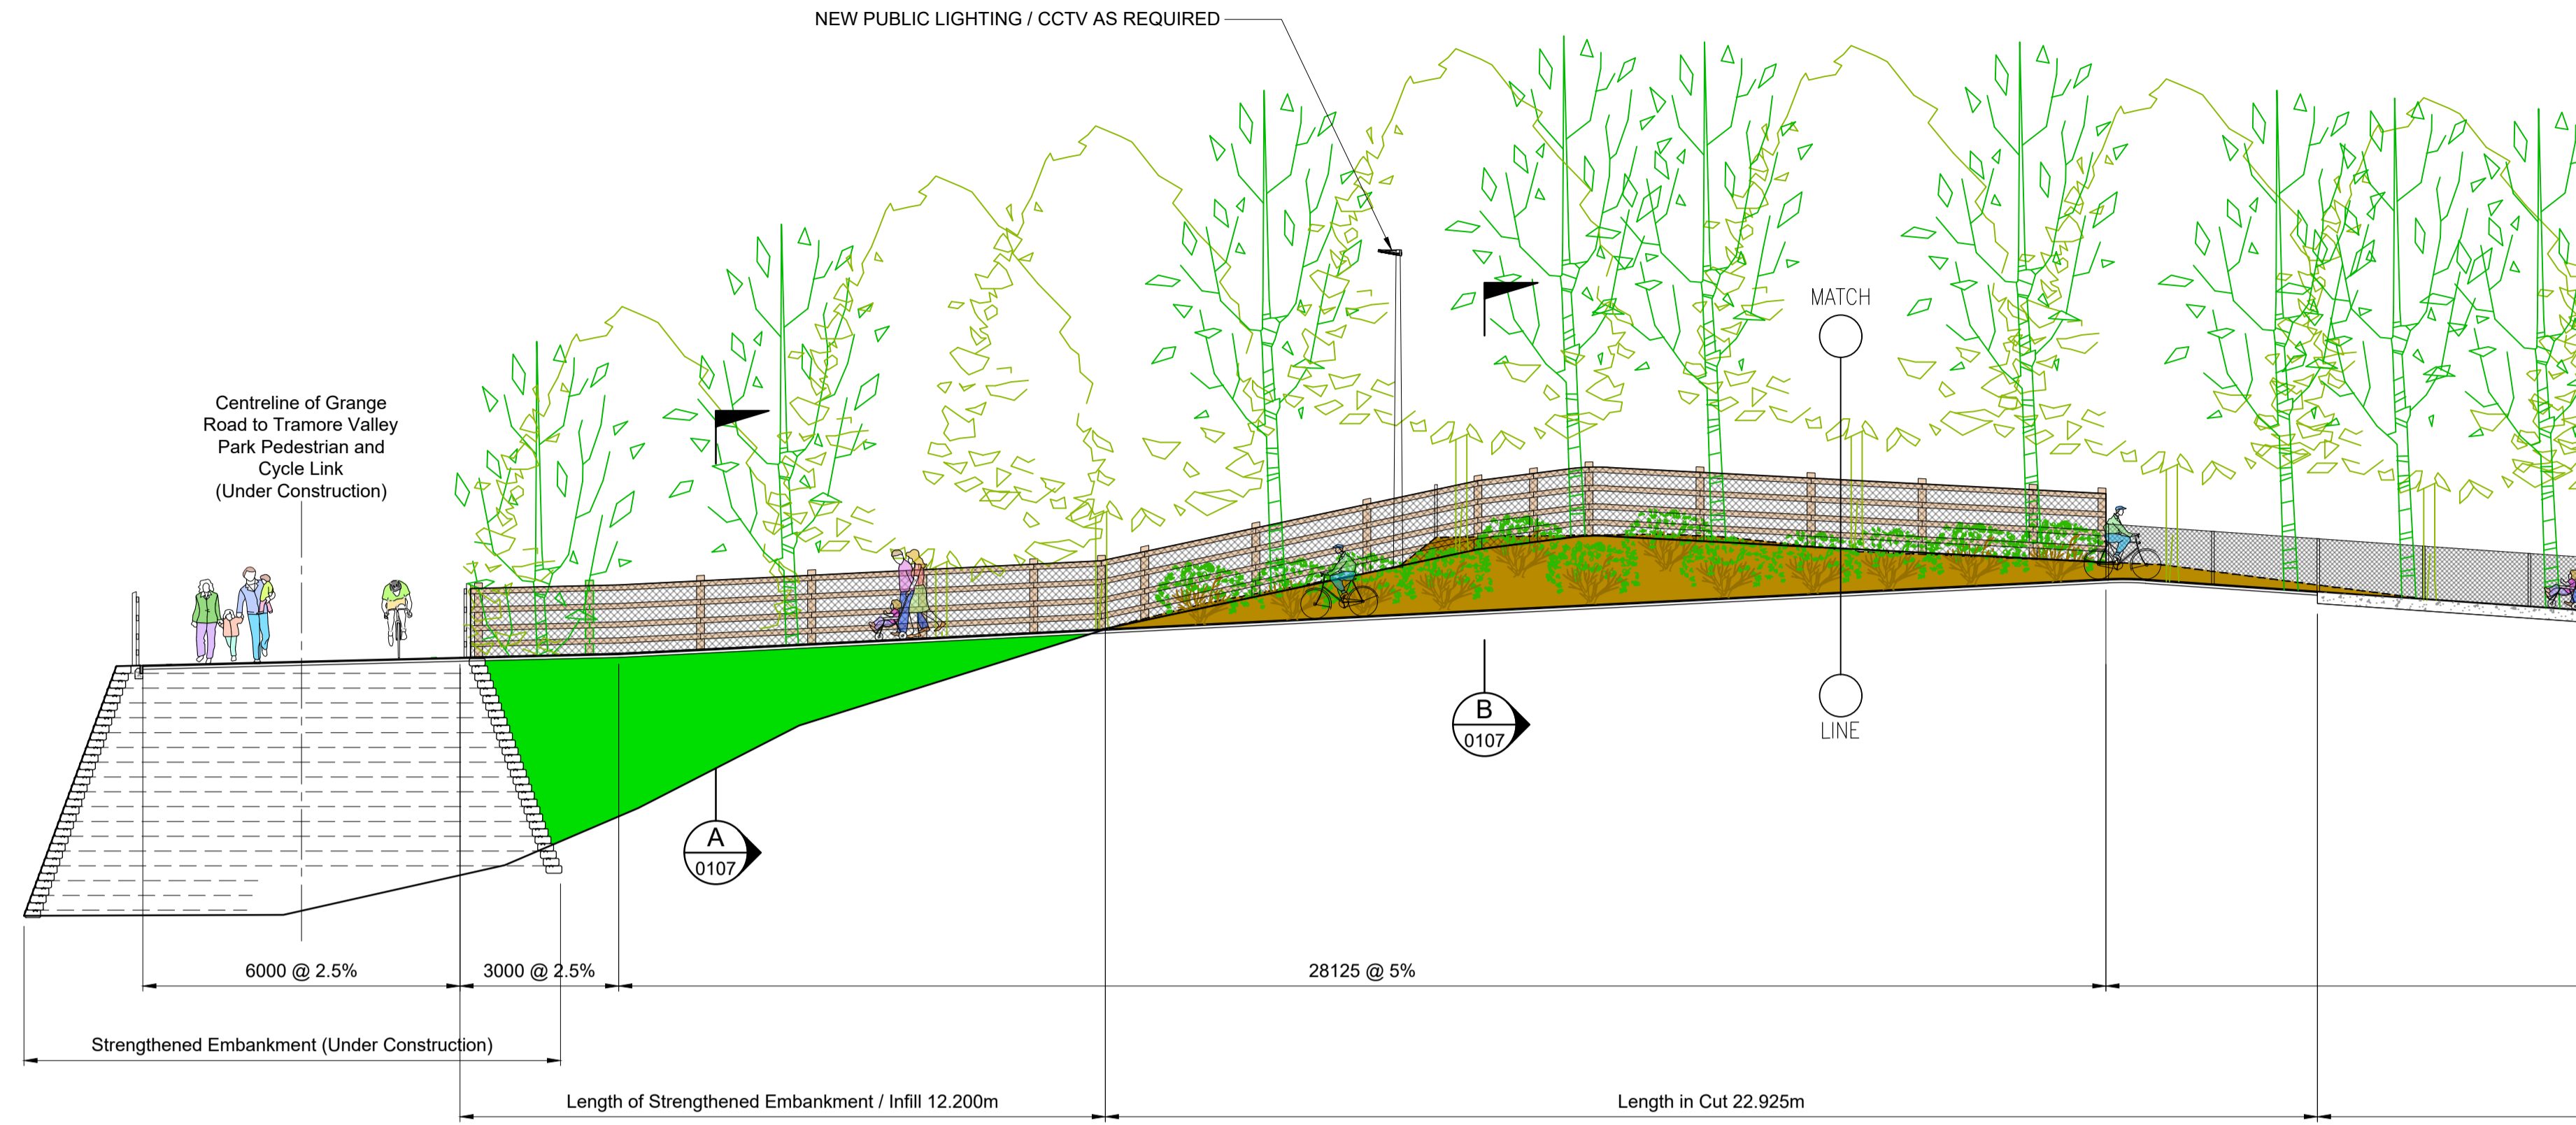 NEW PUBLIC LIGHTING / CCTV AS REQUIRED
MATCH
Centreline of Grange
Road to Tramore Valley
Park Pedestrian and
Cycle Link
(Under Construction)
B
0107
LINE
A
0107
6000 @ 2.5%
3000 @ 2.5%
28125 @ 5%
Strengthened Embankment (Under Construction)
Length of Strengthened Embankment / Infill 12.200m
Length in Cut 22.925m